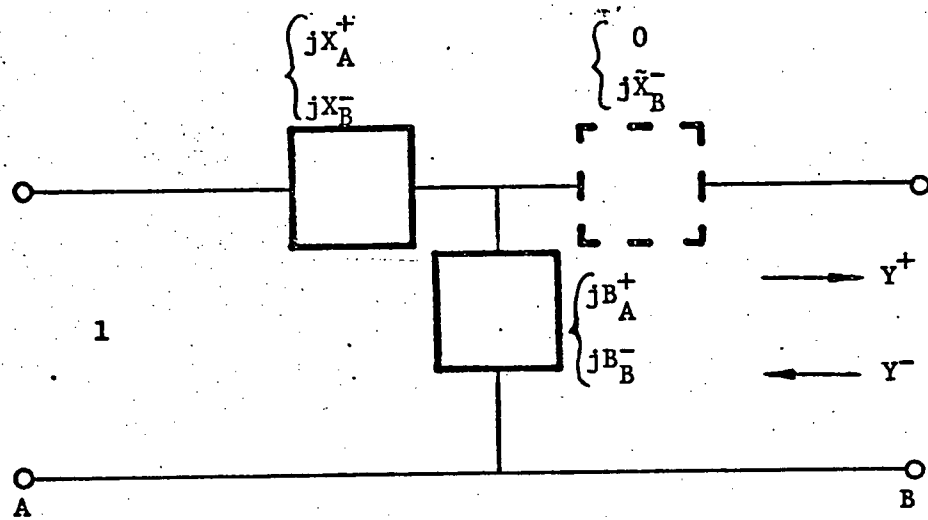 jX_A^+
jX_B^-
0
jX̃_B^-
jB_A^+
jB_B^-
Y^+
1
Y^-
A
B